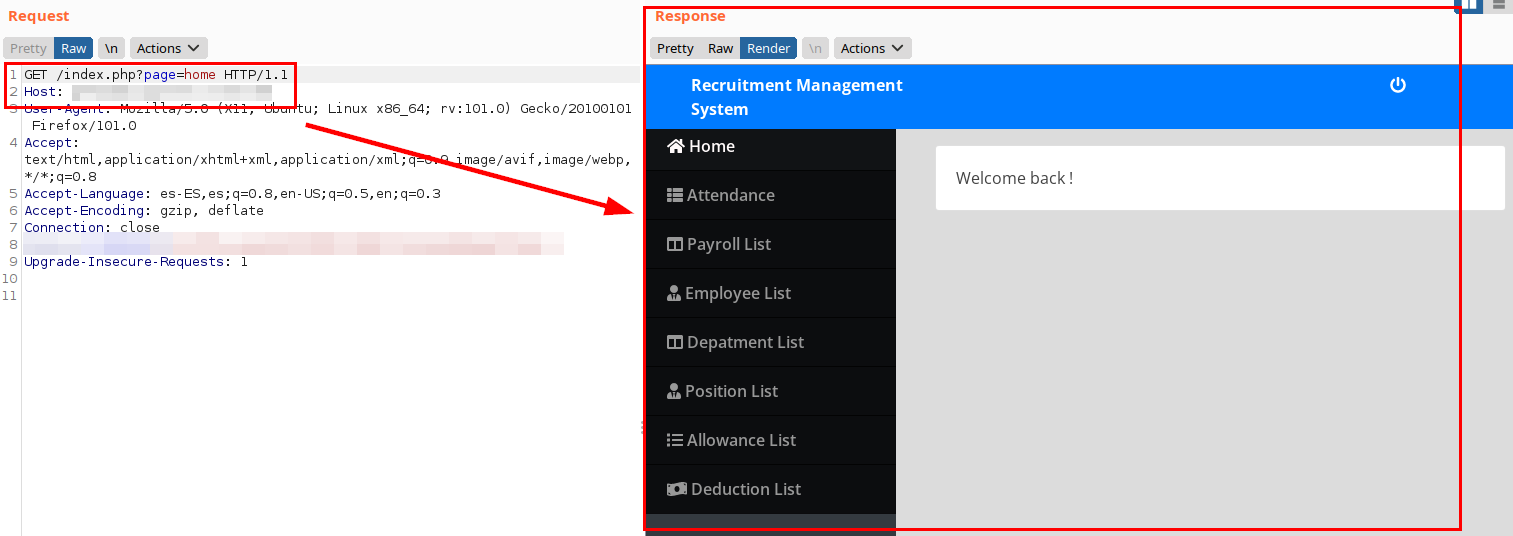 Request
Pretty Raw \n Actions
1 GET /index.php?page=home HTTP/1.1
2 Host:
3 User-Agent: Mozilla/5.0 (X11; Ubuntu; Linux x86_64; rv:101.0) Gecko/20100101
Firefox/101.0
4 Accept:
text/html,application/xhtml+xml,application/xml;q=0.9,image/avif,image/webp,
*/*;q=0.8
5 Accept-Language: es-ES,es;q=0.8,en-US;q=0.5,en;q=0.3
6 Accept-Encoding: gzip, deflate
7 Connection: close
8
9 Upgrade-Insecure-Requests: 1
10
11
Response
Pretty Raw Render \n Actions
Recruitment Management
System
Home
Attendance
Payroll List
Employee List
Depatment List
Position List
Allowance List
Deduction List
Welcome back !